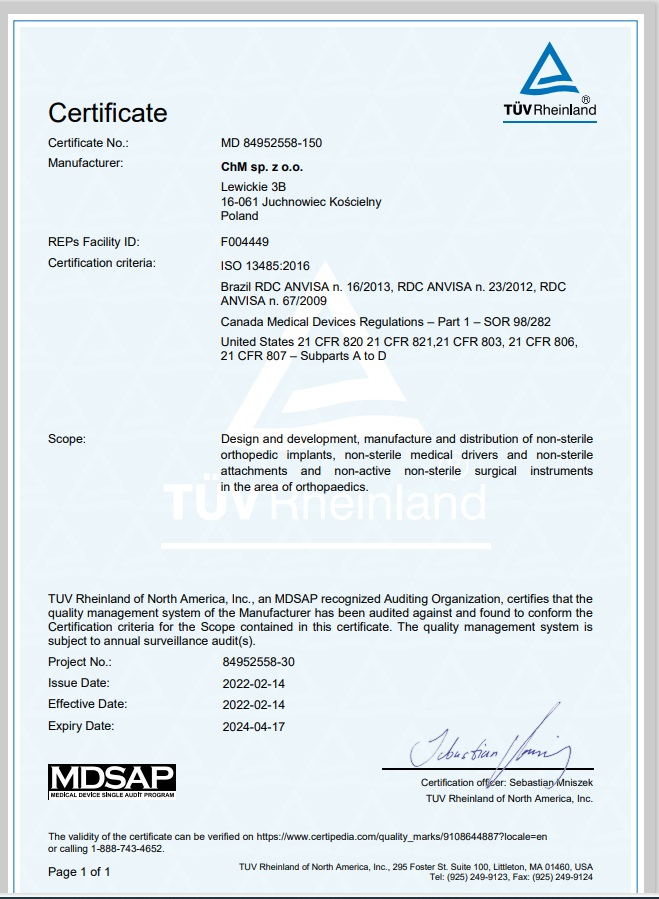 TÜVRheinland®
Certificate
Certificate No.: MD 84952558-150
Manufacturer: ChM sp. z o.o.
Lewickie 3B
16-061 Juchnowiec Kościelny
Poland
REPs Facility ID: F004449
Certification criteria: ISO 13485:2016
Brazil RDC ANVISA n. 16/2013, RDC ANVISA n. 23/2012, RDC
ANVISA n. 67/2009
Canada Medical Devices Regulations – Part 1 – SOR 98/282
United States 21 CFR 820 21 CFR 821,21 CFR 803, 21 CFR 806,
21 CFR 807 – Subparts A to D
Scope: Design and development, manufacture and distribution of non-sterile
orthopedic implants, non-sterile medical drivers and non-sterile
attachments and non-active non-sterile surgical instruments
in the area of orthopaedics.
TÜVRheinland
TUV Rheinland of North America, Inc., an MDSAP recognized Auditing Organization, certifies that the
quality management system of the Manufacturer has been audited against and found to conform the
Certification criteria for the Scope contained in this certificate. The quality management system is
subject to annual surveillance audit(s).
Project No.: 84952558-30
Issue Date: 2022-02-14
Effective Date: 2022-02-14
Expiry Date: 2024-04-17
MDSAP
MEDICAL DEVICE SINGLE AUDIT PROGRAM
Certification officer: Sebastian Mniszek
TUV Rheinland of North America, Inc.
The validity of the certificate can be verified on https://www.certipedia.com/quality_marks/9108644887?locale=en
or calling 1-888-743-4652.
Page 1 of 1
TUV Rheinland of North America, Inc., 295 Foster St. Suite 100, Littleton, MA 01460, USA
Tel: (925) 249-9123, Fax: (925) 249-9124